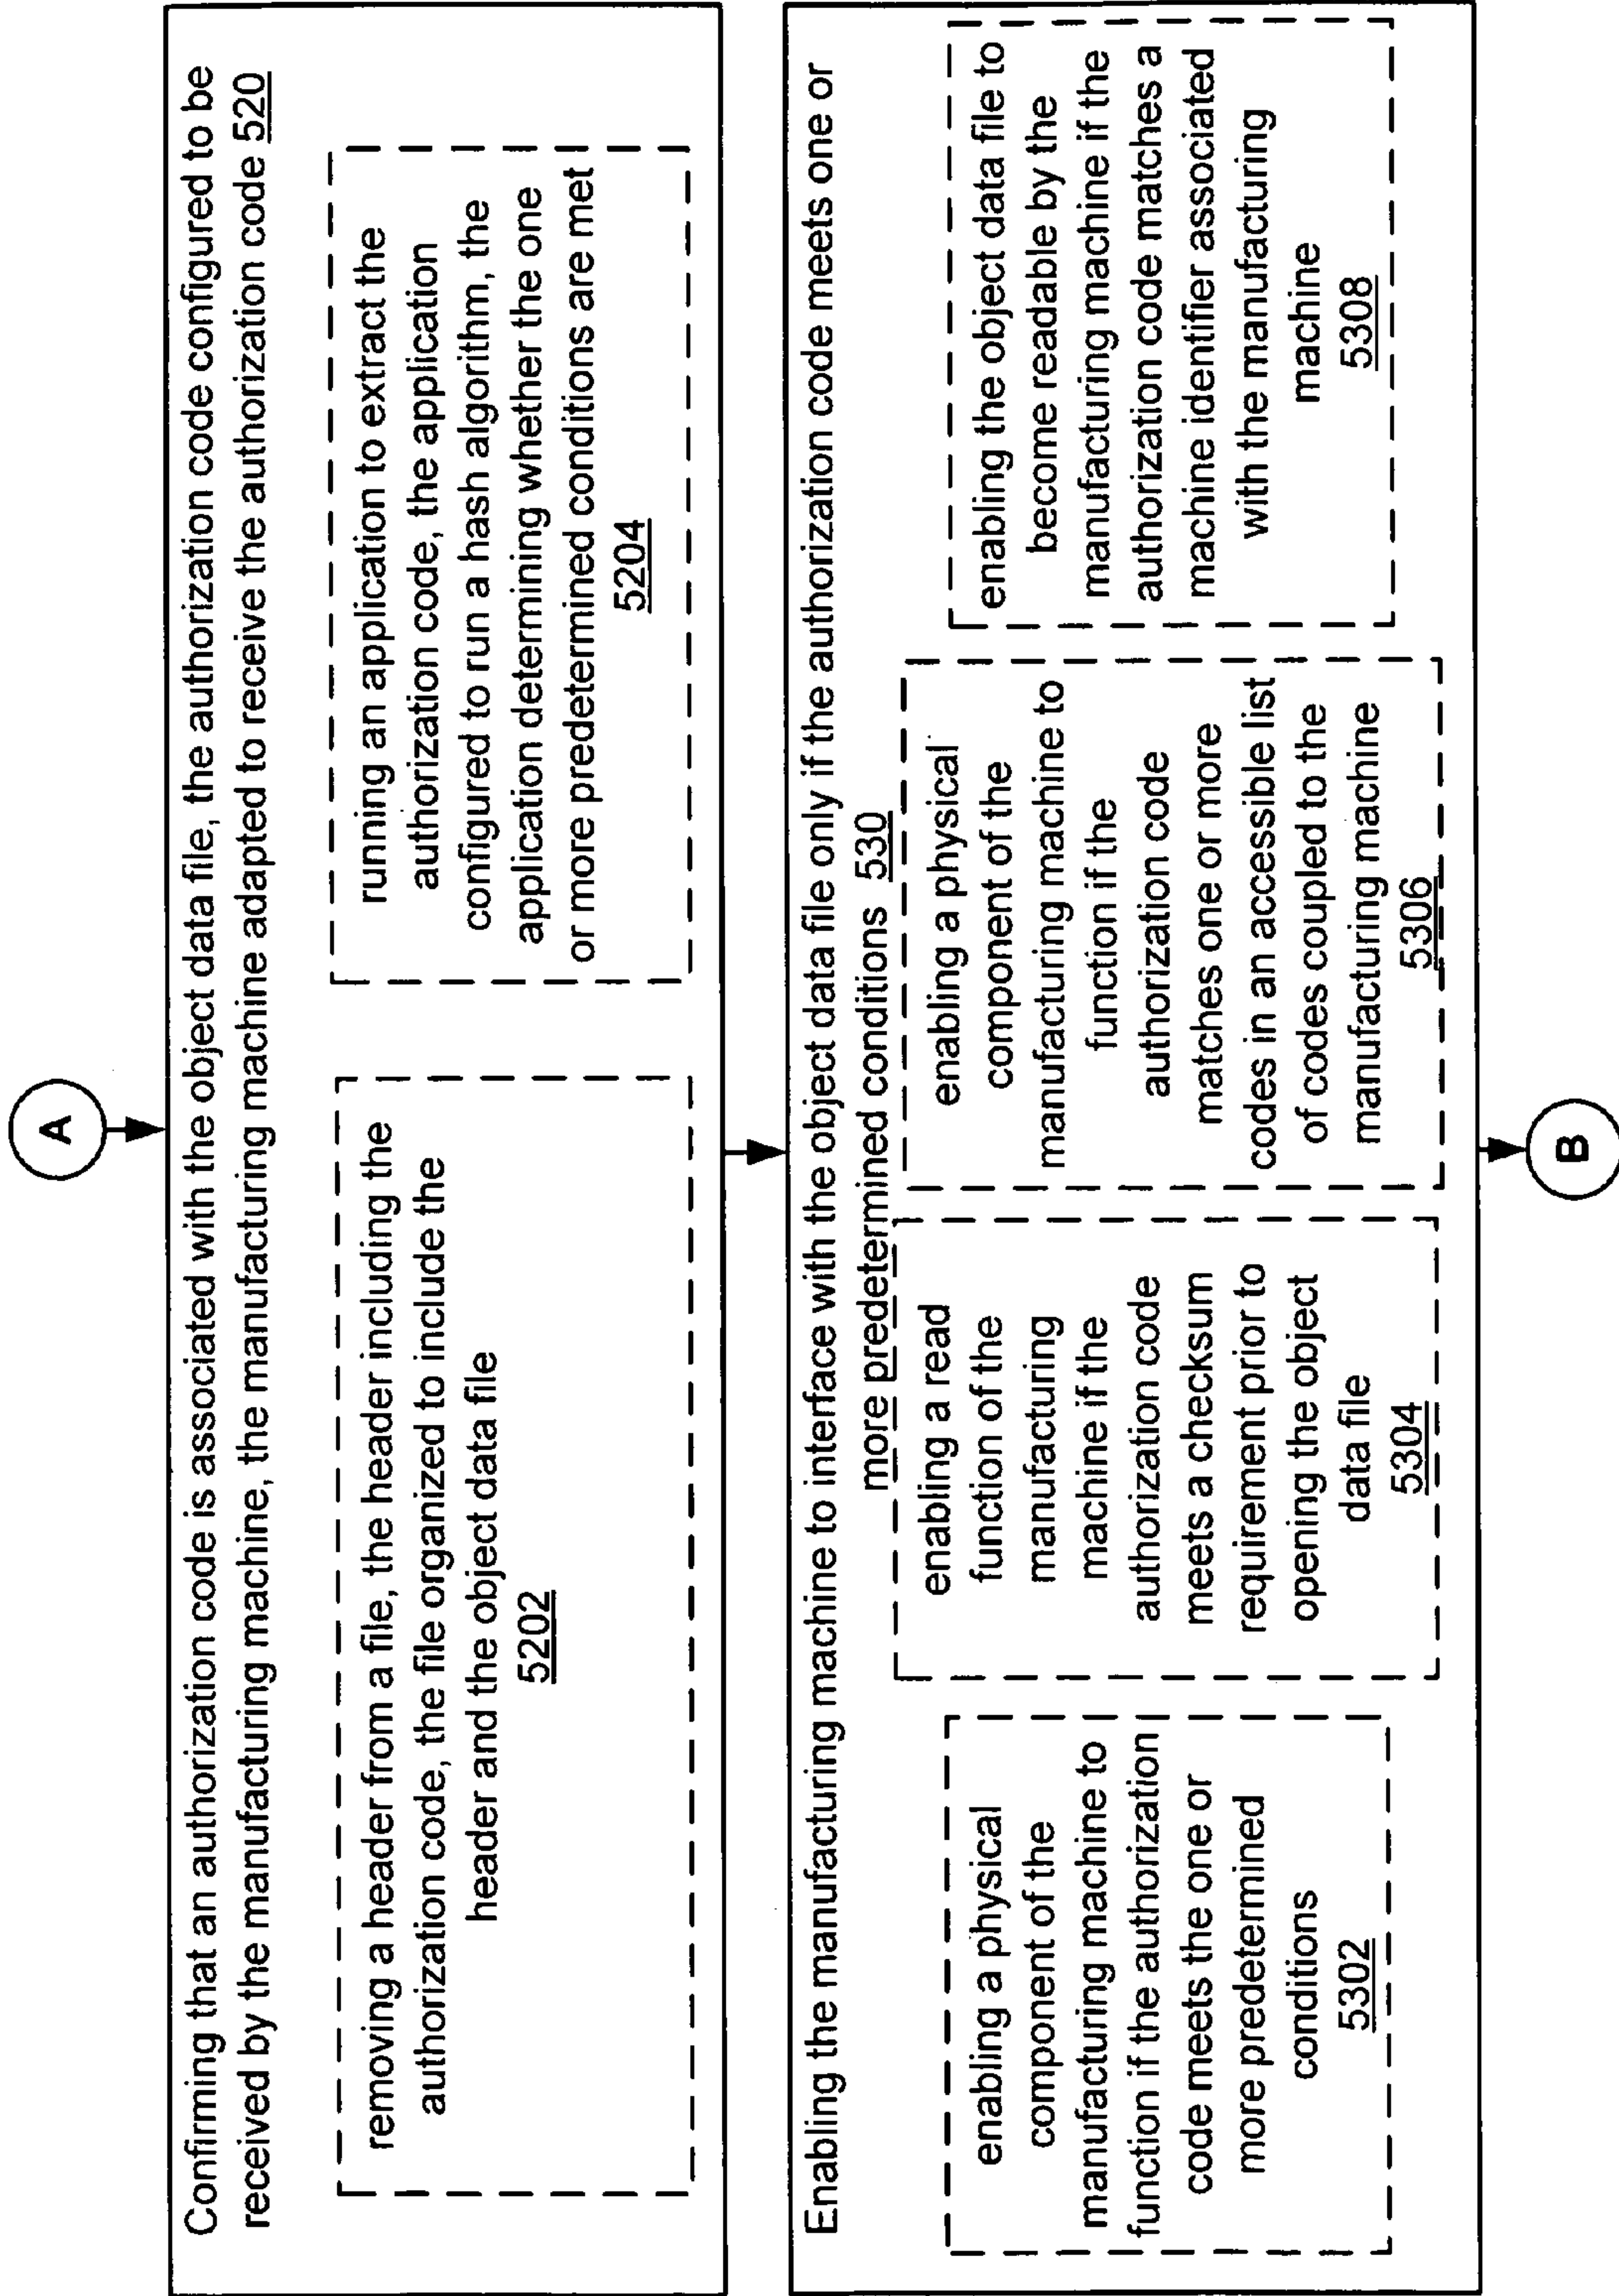 A
Confirming that an authorization code is associated with the object data file, the authorization code configured to be
received by the manufacturing machine, the manufacturing machine adapted to receive the authorization code 520
removing a header from a file, the header including the
authorization code, the file organized to include the
header and the object data file
5202
running an application to extract the
authorization code, the application
configured to run a hash algorithm, the
application determining whether the one
or more predetermined conditions are met
5204
Enabling the manufacturing machine to interface with the object data file only if the authorization code meets one or
more predetermined conditions 530
enabling a physical
component of the
manufacturing machine to
function if the authorization
code meets the one or
more predetermined
conditions
5302
enabling a read
function of the
manufacturing
machine if the
authorization code
meets a checksum
requirement prior to
opening the object
data file
5304
enabling a physical
component of the
manufacturing machine to
function if the
authorization code
matches one or more
codes in an accessible list
of codes coupled to the
manufacturing machine
5306
enabling the object data file to
become readable by the
manufacturing machine if the
authorization code matches a
machine identifier associated
with the manufacturing
machine
5308
B